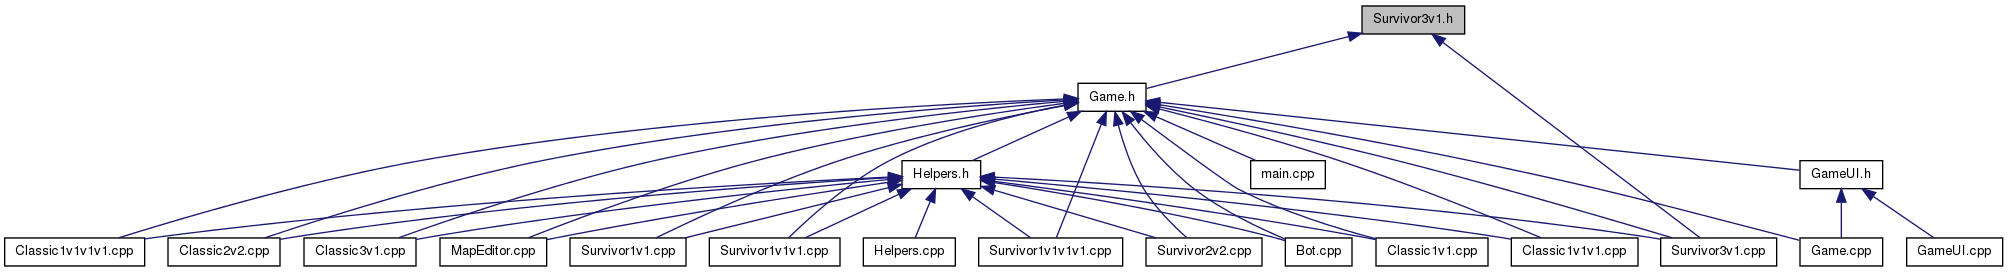 Survivor3v1.h
Game.h
Helpers.h
main.cpp
GameUI.h
Classic1v1v1v1.cpp
Classic2v2.cpp
Classic3v1.cpp
MapEditor.cpp
Survivor1v1.cpp
Survivor1v1v1.cpp
Helpers.cpp
Survivor1v1v1v1.cpp
Survivor2v2.cpp
Bot.cpp
Classic1v1.cpp
Classic1v1v1.cpp
Survivor3v1.cpp
Game.cpp
GameUI.cpp